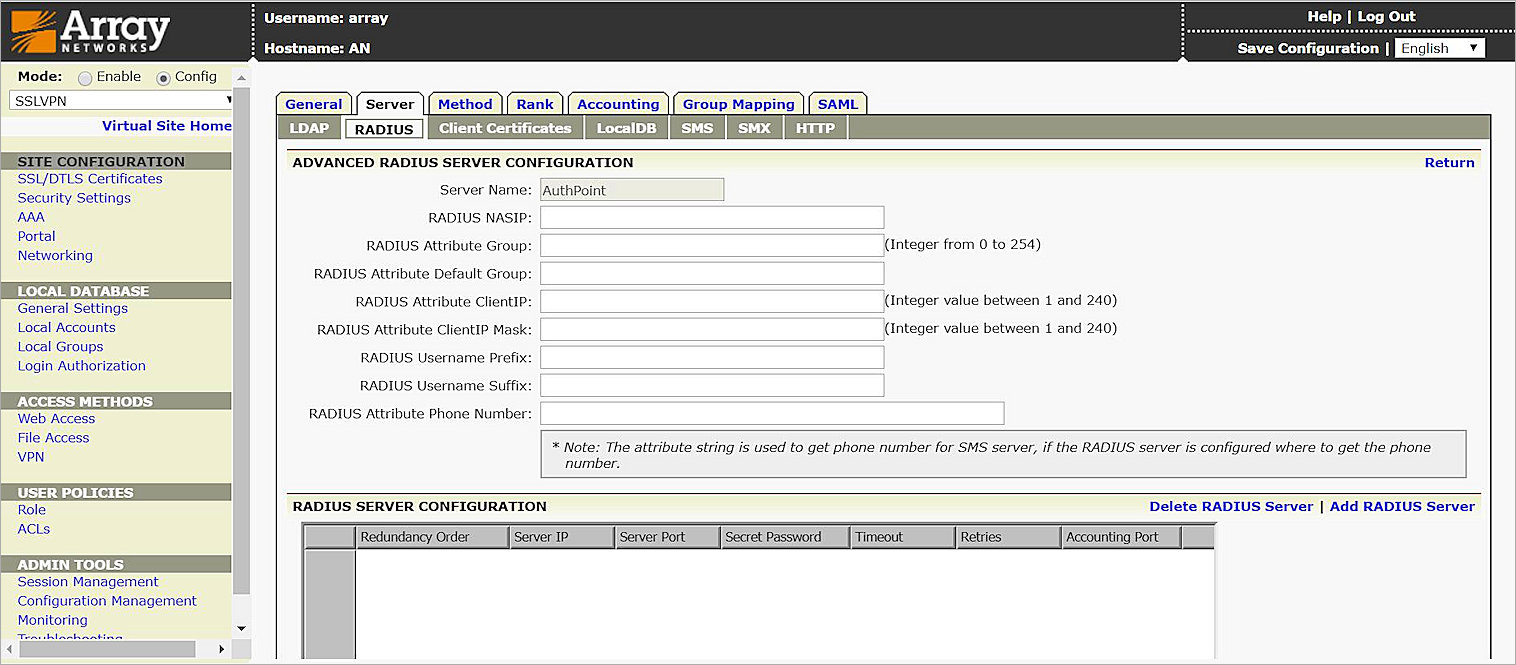 Array
NETWORKS
Username: array
Hostname: AN
Help | Log Out
Save Configuration | English
Mode: Enable Config
SSLVPN
Virtual Site Home
SITE CONFIGURATION
SSL/DTLS Certificates
Security Settings
AAA
Portal
Networking
LOCAL DATABASE
General Settings
Local Accounts
Local Groups
Login Authorization
ACCESS METHODS
Web Access
File Access
VPN
USER POLICIES
Role
ACLs
ADMIN TOOLS
Session Management
Configuration Management
Monitoring
Troubleshooting
General Server Method Rank Accounting Group Mapping SAML
LDAP RADIUS Client Certificates LocalDB SMS SMX HTTP
ADVANCED RADIUS SERVER CONFIGURATION Return
Server Name: AuthPoint
RADIUS NASIP:
RADIUS Attribute Group: (Integer from 0 to 254)
RADIUS Attribute Default Group:
RADIUS Attribute ClientIP: (Integer value between 1 and 240)
RADIUS Attribute ClientIP Mask: (Integer value between 1 and 240)
RADIUS Username Prefix:
RADIUS Username Suffix:
RADIUS Attribute Phone Number:
* Note: The attribute string is used to get phone number for SMS server, if the RADIUS server is configured where to get the phone
number.
RADIUS SERVER CONFIGURATION Delete RADIUS Server | Add RADIUS Server
Redundancy Order Server IP Server Port Secret Password Timeout Retries Accounting Port